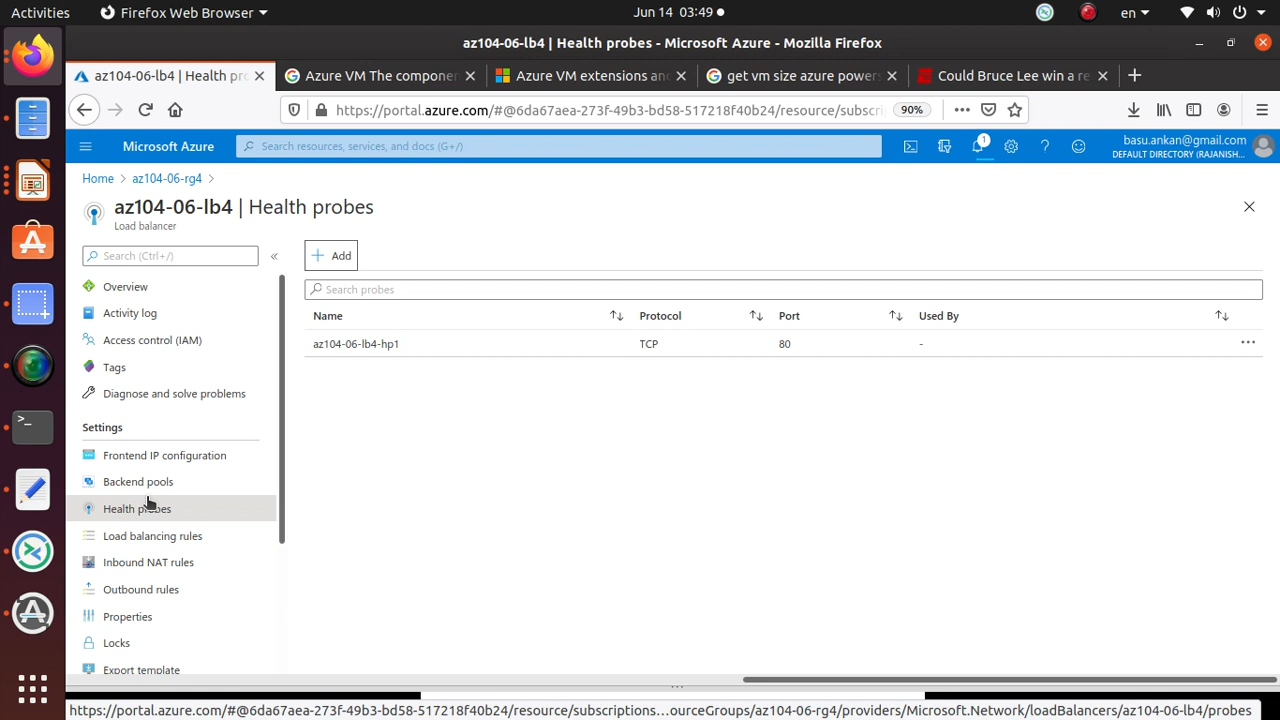 Activities
Firefox Web Browser
Jun 14 03:49
en
az104-06-lb4 | Health probes - Microsoft Azure - Mozilla Firefox
az104-06-lb4 | Health pro
Azure VM The componen
Azure VM extensions and
get vm size azure powers
Could Bruce Lee win a re
https://portal.azure.com/#@6da67aea-273f-49b3-bd58-517218f40b24/resource/subscri
90%
Microsoft Azure
Search resources, services, and docs (G+/)
1
basu.ankan@gmail.com
DEFAULT DIRECTORY (RAJANISH...
Home > az104-06-rg4 >
az104-06-lb4 | Health probes
Load balancer
Search (Ctrl+/)
«
Overview
Activity log
Access control (IAM)
Tags
Diagnose and solve problems
Settings
Frontend IP configuration
Backend pools
Health probes
Load balancing rules
Inbound NAT rules
Outbound rules
Properties
Locks
Export template
+ Add
Search probes
Name Protocol Port Used By
az104-06-lb4-hp1 TCP 80 -
https://portal.azure.com/#@6da67aea-273f-49b3-bd58-517218f40b24/resource/subscriptions...ourceGroups/az104-06-rg4/providers/Microsoft.Network/loadBalancers/az104-06-lb4/probes